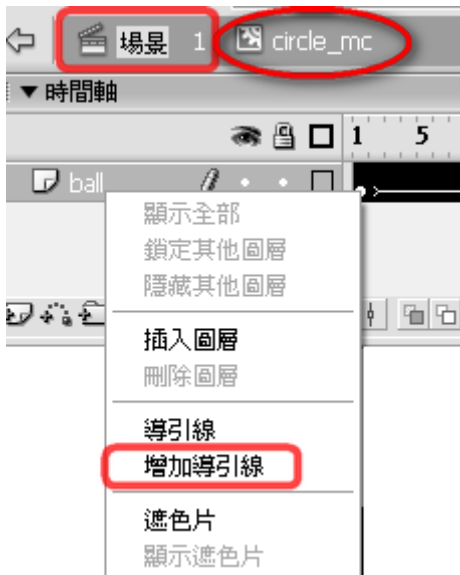 場景 1 circle_mc
▼時間軸
1 5
ball
顯示全部
鎖定其他圖層
隱藏其他圖層
插入圖層
刪除圖層
導引線
增加導引線
遮色片
顯示遮色片